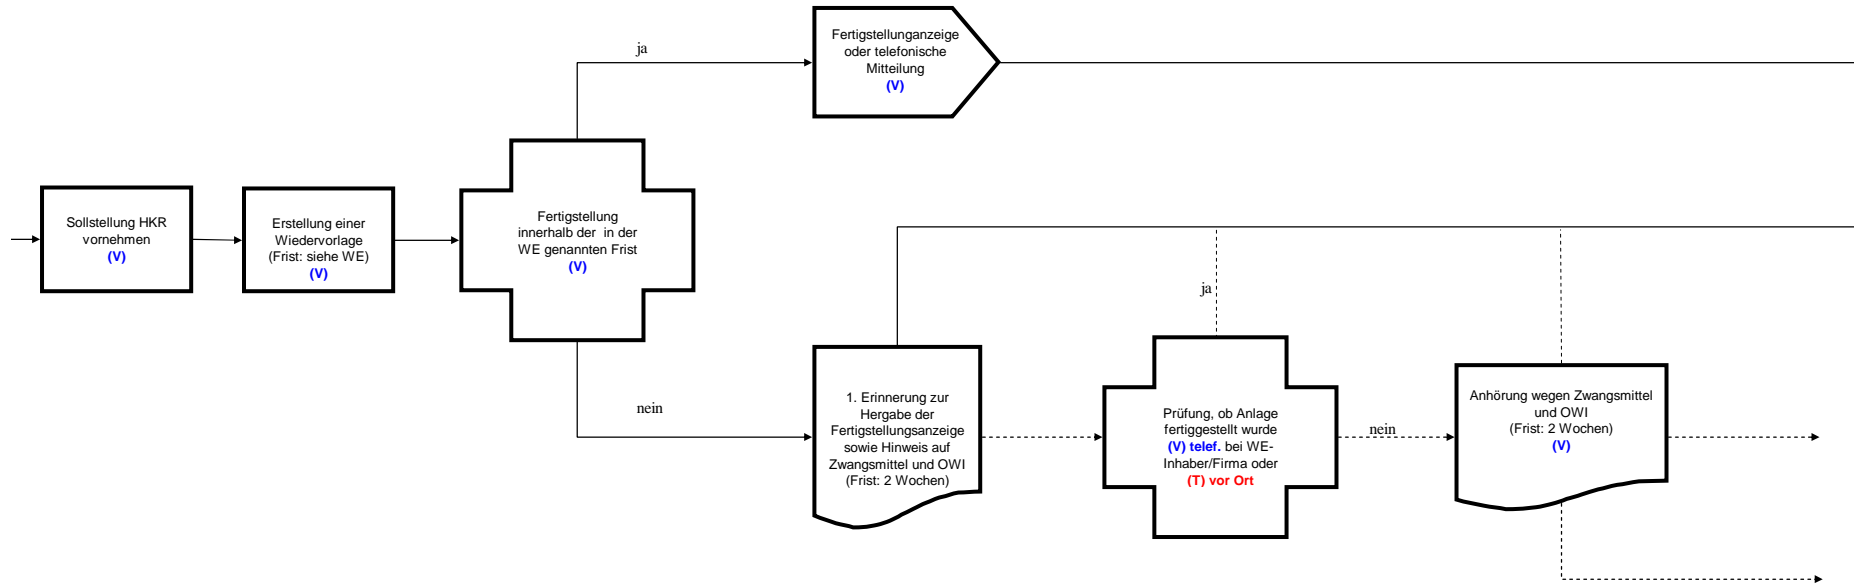 Fertigstellunganzeige
oder telefonische
Mitteilung
(V)
ja
Sollstellung HKR
vornehmen
(V)
Erstellung einer
Wiedervorlage
(Frist: siehe WE)
(V)
Fertigstellung
innerhalb der in der
WE genannten Frist
(V)
nein
1. Erinnerung zur
Hergabe der
Fertigstellungsanzeige
sowie Hinweis auf
Zwangsmittel und OWI
(Frist: 2 Wochen)
ja
Prüfung, ob Anlage
fertiggestellt wurde
(V) telef. bei WE-
Inhaber/Firma oder
(T) vor Ort
nein
Anhörung wegen Zwangsmittel
und OWI
(Frist: 2 Wochen)
(V)